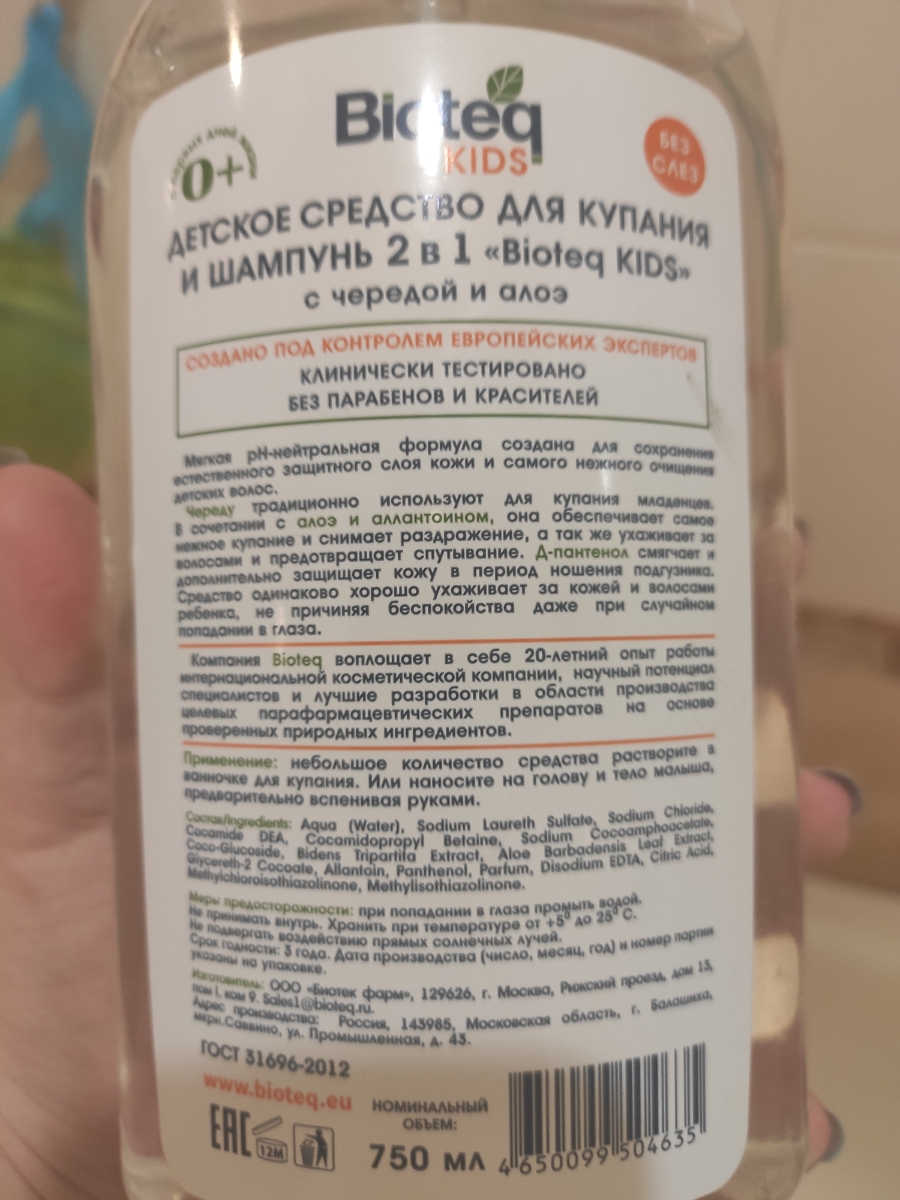 Bioteq
KIDS
с первых дней жизни
0+
БЕЗ
СЛЕЗ
ДЕТСКОЕ СРЕДСТВО ДЛЯ КУПАНИЯ
И ШАМПУНЬ 2 в 1 «Bioteq KIDS»
с чередой и алоэ
СОЗДАНО ПОД КОНТРОЛЕМ ЕВРОПЕЙСКИХ ЭКСПЕРТОВ
КЛИНИЧЕСКИ ТЕСТИРОВАНО
БЕЗ ПАРАБЕНОВ И КРАСИТЕЛЕЙ
Мягкая pH-нейтральная формула создана для сохранения
естественного защитного слоя кожи и самого нежного очищения
детских волос.
Череду традиционно используют для купания младенцев.
В сочетании с алоэ и аллантоином, она обеспечивает самое
нежное купание и снимает раздражение, а так же ухаживает за
волосами и предотвращает спутывание. Д-пантенол смягчает и
дополнительно защищает кожу в период ношения подгузника.
Средство одинаково хорошо ухаживает за кожей и волосами
ребенка, не причиняя беспокойства даже при случайном
попадании в глаза.
Компания Bioteq воплощает в себе 20-летний опыт работы
интернациональной косметической компании, научный потенциал
специалистов и лучшие разработки в области производства
целевых парафармацевтических препаратов на основе
проверенных природных ингредиентов.
Применение: небольшое количество средства растворите в
ванночке для купания. Или наносите на голову и тело малыша,
предварительно вспенивая руками.
Состав/Ingredients: Aqua (Water), Sodium Laureth Sulfate, Sodium Chloride,
Cocamide DEA, Cocamidopropyl Betaine, Sodium Cocoamphoacetate,
Coco-Glucoside, Bidens Tripartita Extract, Aloe Barbadensis Leaf Extract,
Glycereth-2 Cocoate, Allantoin, Panthenol, Parfum, Disodium EDTA, Citric Acid,
Methylchloroisothiazolinone, Methylisothiazolinone.
Меры предосторожности: при попадании в глаза промыть водой.
Не принимать внутрь. Хранить при температуре от +5⁰ до 25⁰ С.
Не подвергать воздействию прямых солнечных лучей.
Срок годности: 3 года. Дата производства (число, месяц, год) и номер партии
указаны на упаковке.
Изготовитель: ООО «Биотек фарм», 129626, г. Москва, Рижский проезд, дом 13,
пом I, ком 9. Sales1@bioteq.ru.
Адрес производства: Россия, 143985, Московская область, г. Балашиха,
мкрн.Саввино, ул. Промышленная, д. 43.
ГОСТ 31696-2012
www.bioteq.eu
EAC
12M
НОМИНАЛЬНЫЙ
ОБЪЕМ:
750 мл
4 650099 504635